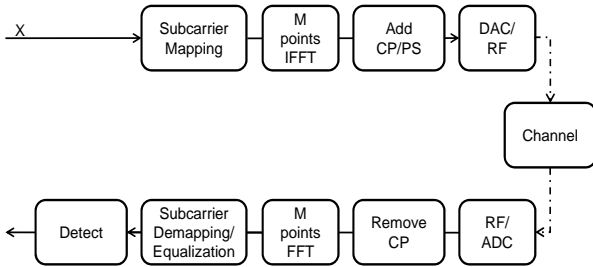 X
Subcarrier
Mapping
M
points
IFFT
Add
CP/PS
DAC/
RF
Channel
Detect
Subcarrier
Demapping/
Equalization
M
points
FFT
Remove
CP
RF/
ADC